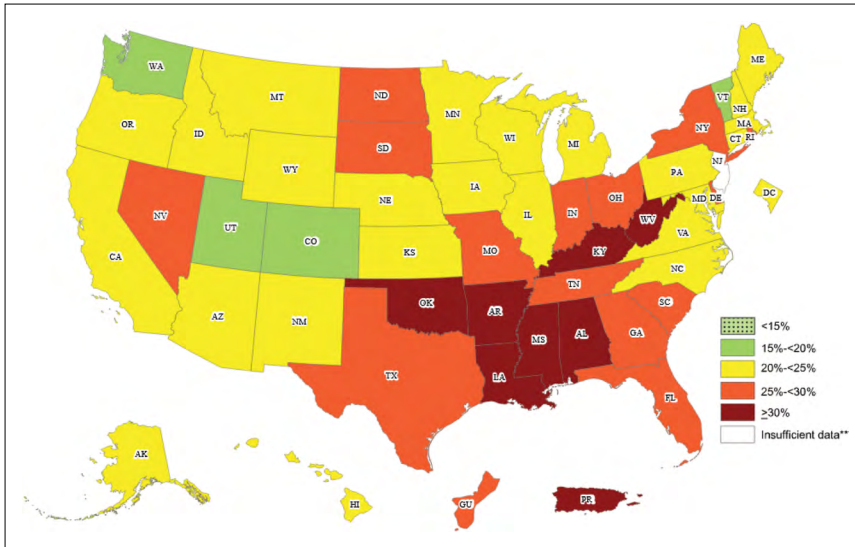 WA
MT
ND
MN
ME
VT
NH
OR
ID
SD
WI
MI
NY
MA
CT
RI
WY
IA
PA
NJ
NE
NV
UT
CO
IL
IN
OH
MD
DE
DC
WV
VA
CA
KS
MO
KY
NC
AZ
NM
OK
AR
TN
SC
MS
AL
GA
TX
LA
FL
AK
HI
GU
PR
<15%
15%-<20%
20%-<25%
25%-<30%
≥30%
Insufficient data**